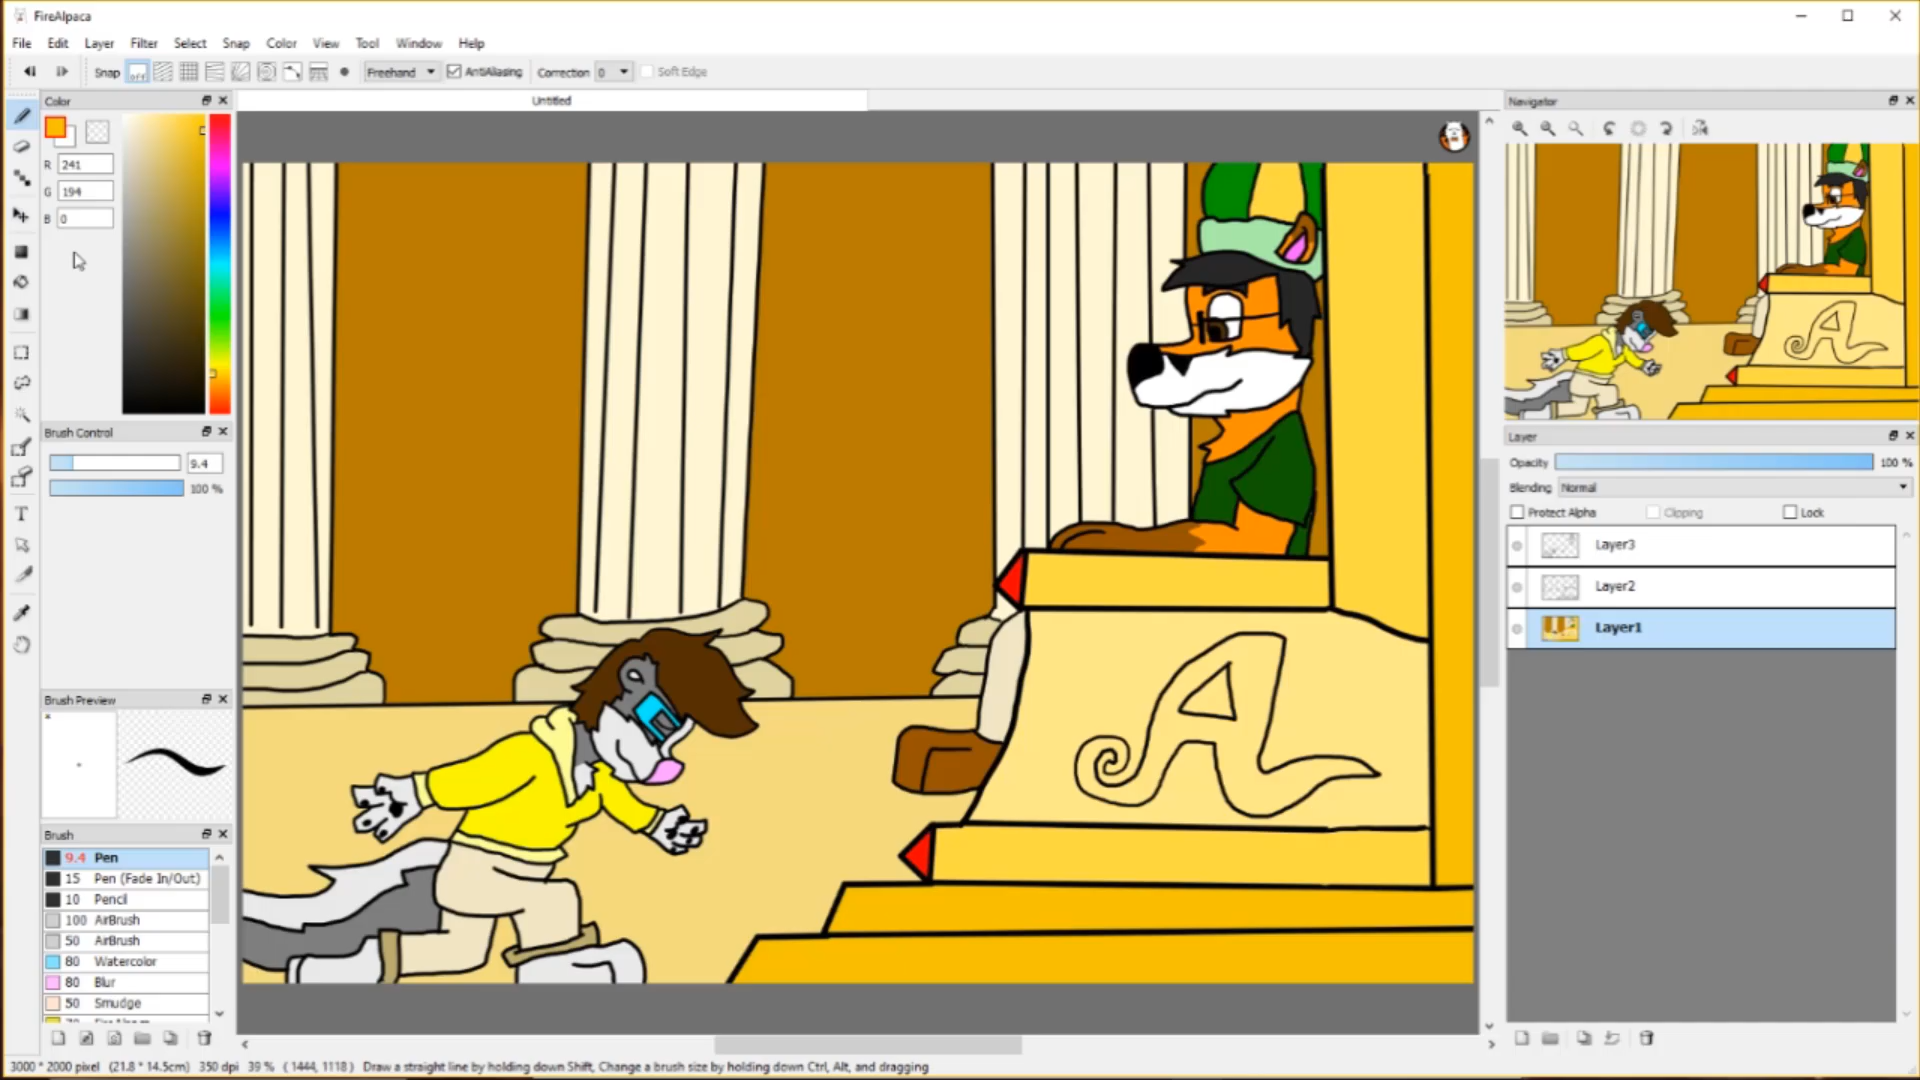 FireAlpaca
File Edit Layer Filter Select Snap Color View Tool Window Help
Snap off Freehand AntiAliasing Correction 0 Soft Edge
Color
Untitled
Navigator
R 241
G 194
B 0
Brush Control
9.4
100 %
Layer
Opacity 100 %
Blending Normal
Protect Alpha Clipping Lock
Layer3
Layer2
Layer1
A
Brush Preview
Brush
9.4 Pen
15 Pen (Fade In/Out)
10 Pencil
100 AirBrush
50 AirBrush
80 Watercolor
80 Blur
50 Smudge
T
3000 * 2000 pixel (21.8 * 14.5cm) 350 dpi 39 % ( 1444, 1118 ) Draw a straight line by holding down Shift, Change a brush size by holding down Ctrl, Alt, and dragging